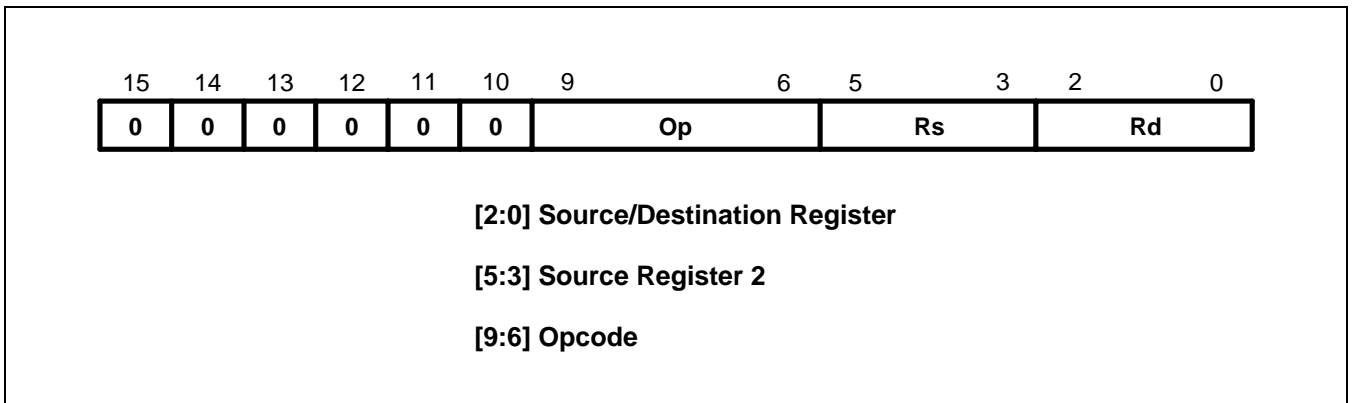 15 14 13 12 11 10 9 6 5 3 2 0
0 0 0 0 0 0 Op Rs Rd
[2:0] Source/Destination Register
[5:3] Source Register 2
[9:6] Opcode